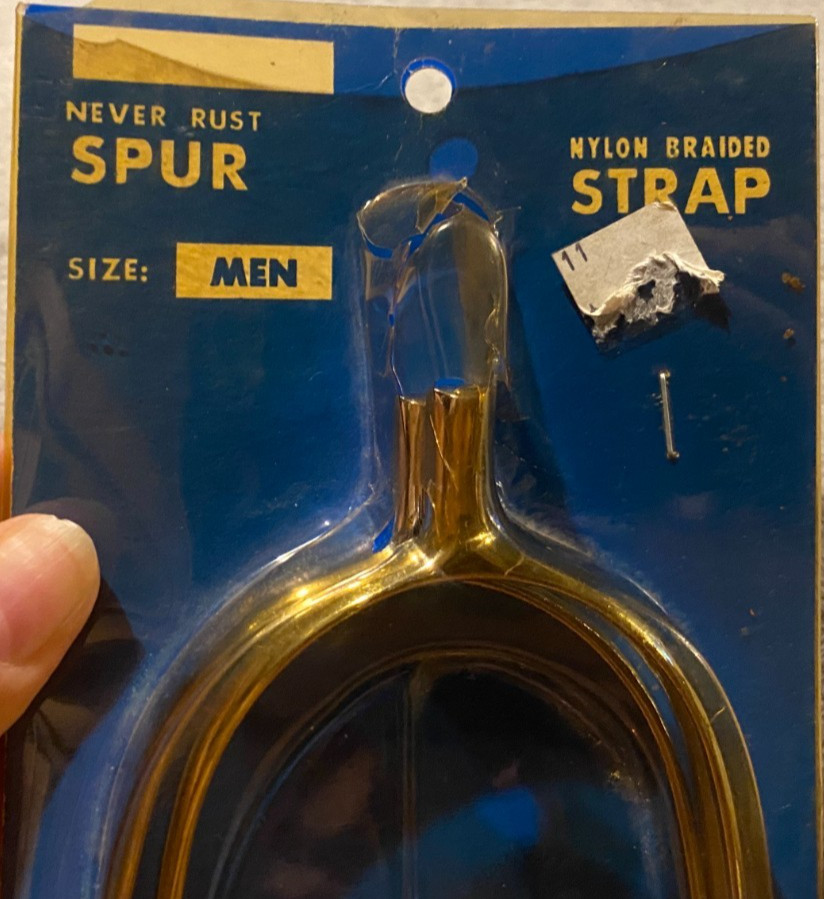 NEVER RUST
SPUR
SIZE: MEN
NYLON BRAIDED
STRAP
11